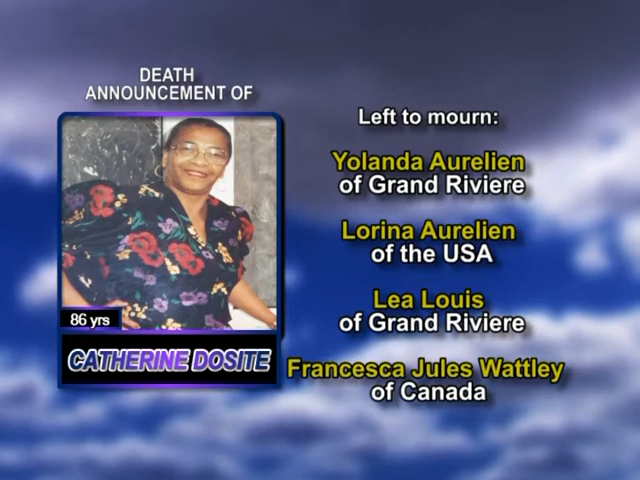 DEATH
ANNOUNCEMENT OF
86 yrs
CATHERINE DOSITE
Left to mourn:
Yolanda Aurelien
of Grand Riviere
Lorina Aurelien
of the USA
Lea Louis
of Grand Riviere
Francesca Jules Wattley
of Canada